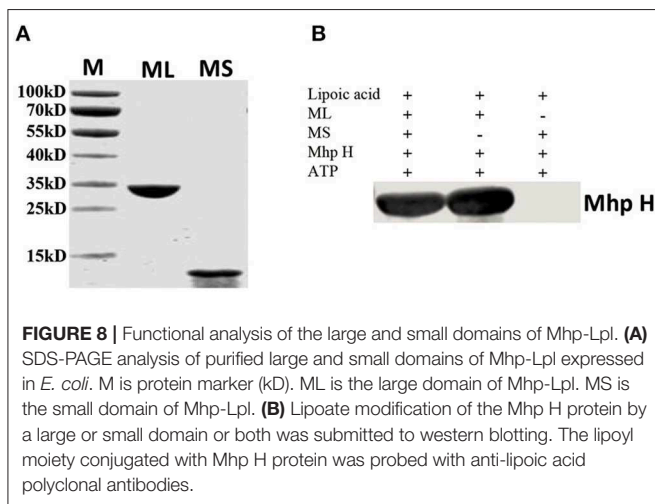 A
M ML MS
100kD
70kD
55kD
40kD
35kD
25kD
15kD
B
Lipoic acid + + +
ML + + -
MS + - +
Mhp H + + +
ATP + + +
Mhp H
FIGURE 8 | Functional analysis of the large and small domains of Mhp-Lpl. (A)
SDS-PAGE analysis of purified large and small domains of Mhp-Lpl expressed
in E. coli. M is protein marker (kD). ML is the large domain of Mhp-Lpl. MS is
the small domain of Mhp-Lpl. (B) Lipoate modification of the Mhp H protein by
a large or small domain or both was submitted to western blotting. The lipoyl
moiety conjugated with Mhp H protein was probed with anti-lipoic acid
polyclonal antibodies.